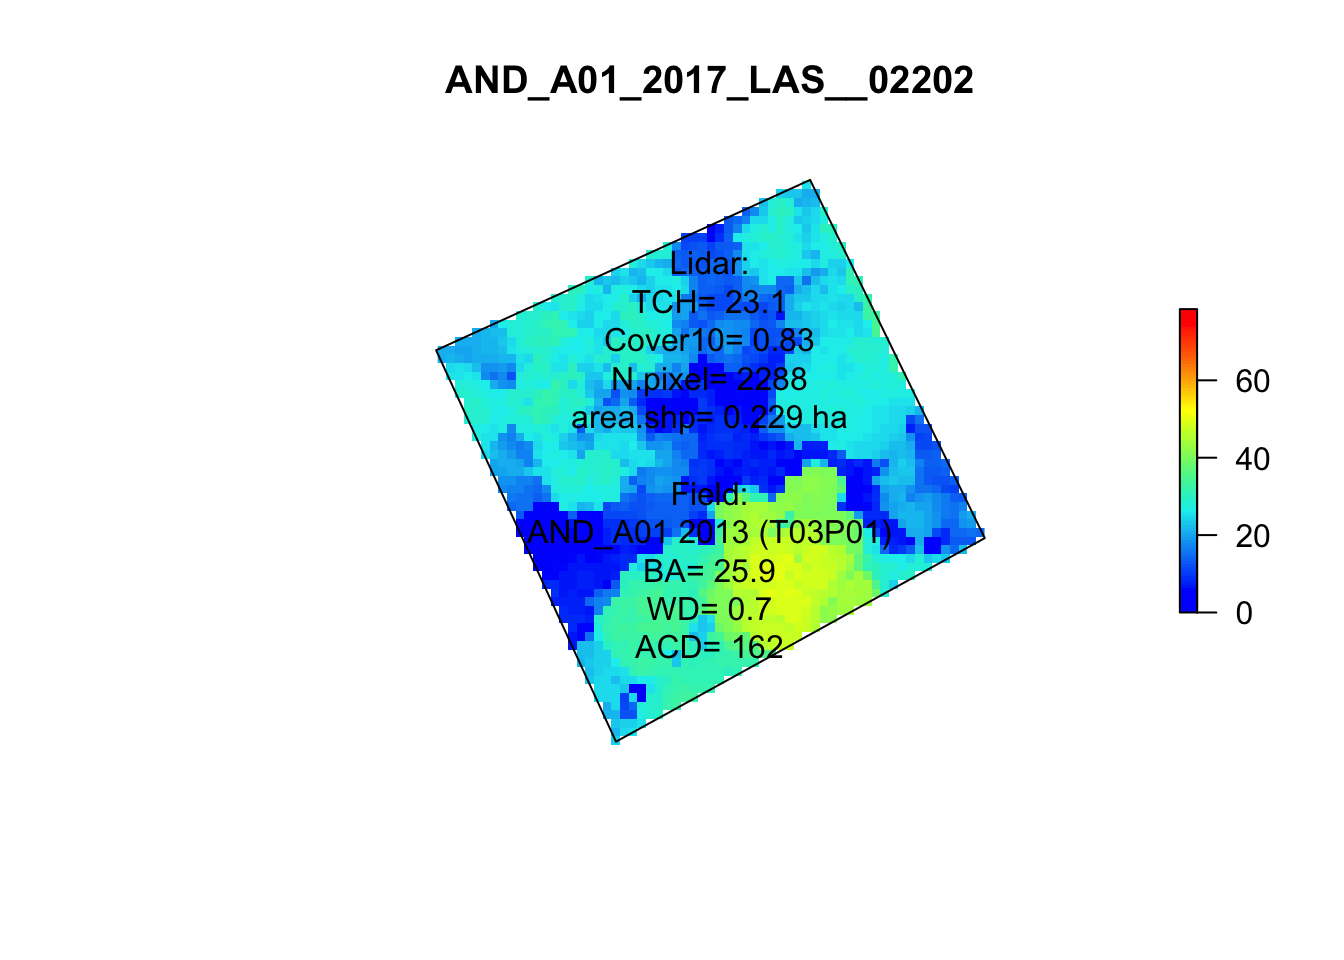 AND_A01_2017_LAS__02202
Lidar:
TCH= 23.1
Cover10= 0.83
N.pixel= 2288
area.shp= 0.229 ha
Field:
AND_A01 2013 (T03P01)
BA= 25.9
WD= 0.7
ACD= 162
60
40
20
0